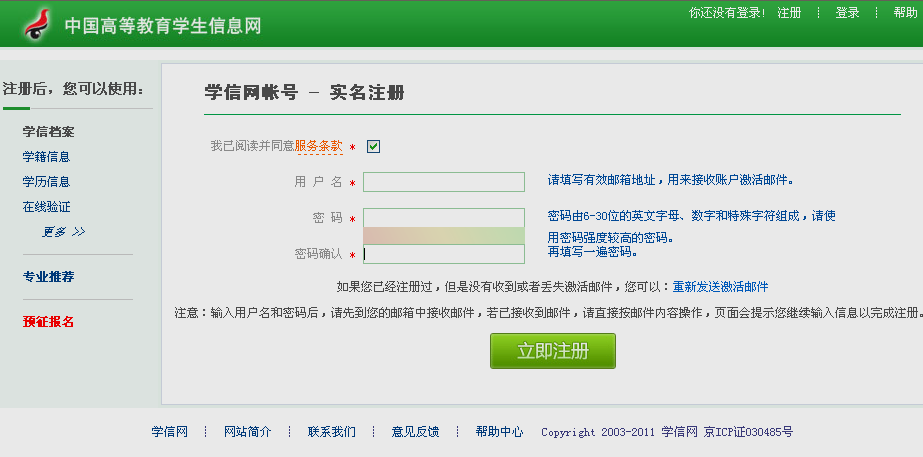 中国高等教育学生信息网
你还没有登录! 注册 ┊ 登录 ┊ 帮助
注册后，您可以使用：
学信档案
学籍信息
学历信息
在线验证
更多 >>
专业推荐
预征报名
学信网帐号 - 实名注册
我已阅读并同意服务条款 *
用 户 名 * 请填写有效邮箱地址，用来接收账户激活邮件。
密 码 * 密码由6-30位的英文字母、数字和特殊字符组成，请使
用密码强度较高的密码。
密码确认 * 再填写一遍密码。
如果您已经注册过，但是没有收到或者丢失激活邮件，您可以：重新发送激活邮件
注意：输入用户名和密码后，请先到您的邮箱中接收邮件，若已接收到邮件，请直接按邮件内容操作，页面会提示您继续输入信息以完成注册。
立即注册
学信网 ┊ 网站简介 ┊ 联系我们 ┊ 意见反馈 ┊ 帮助中心 Copyright 2003-2011 学信网 京ICP证030485号